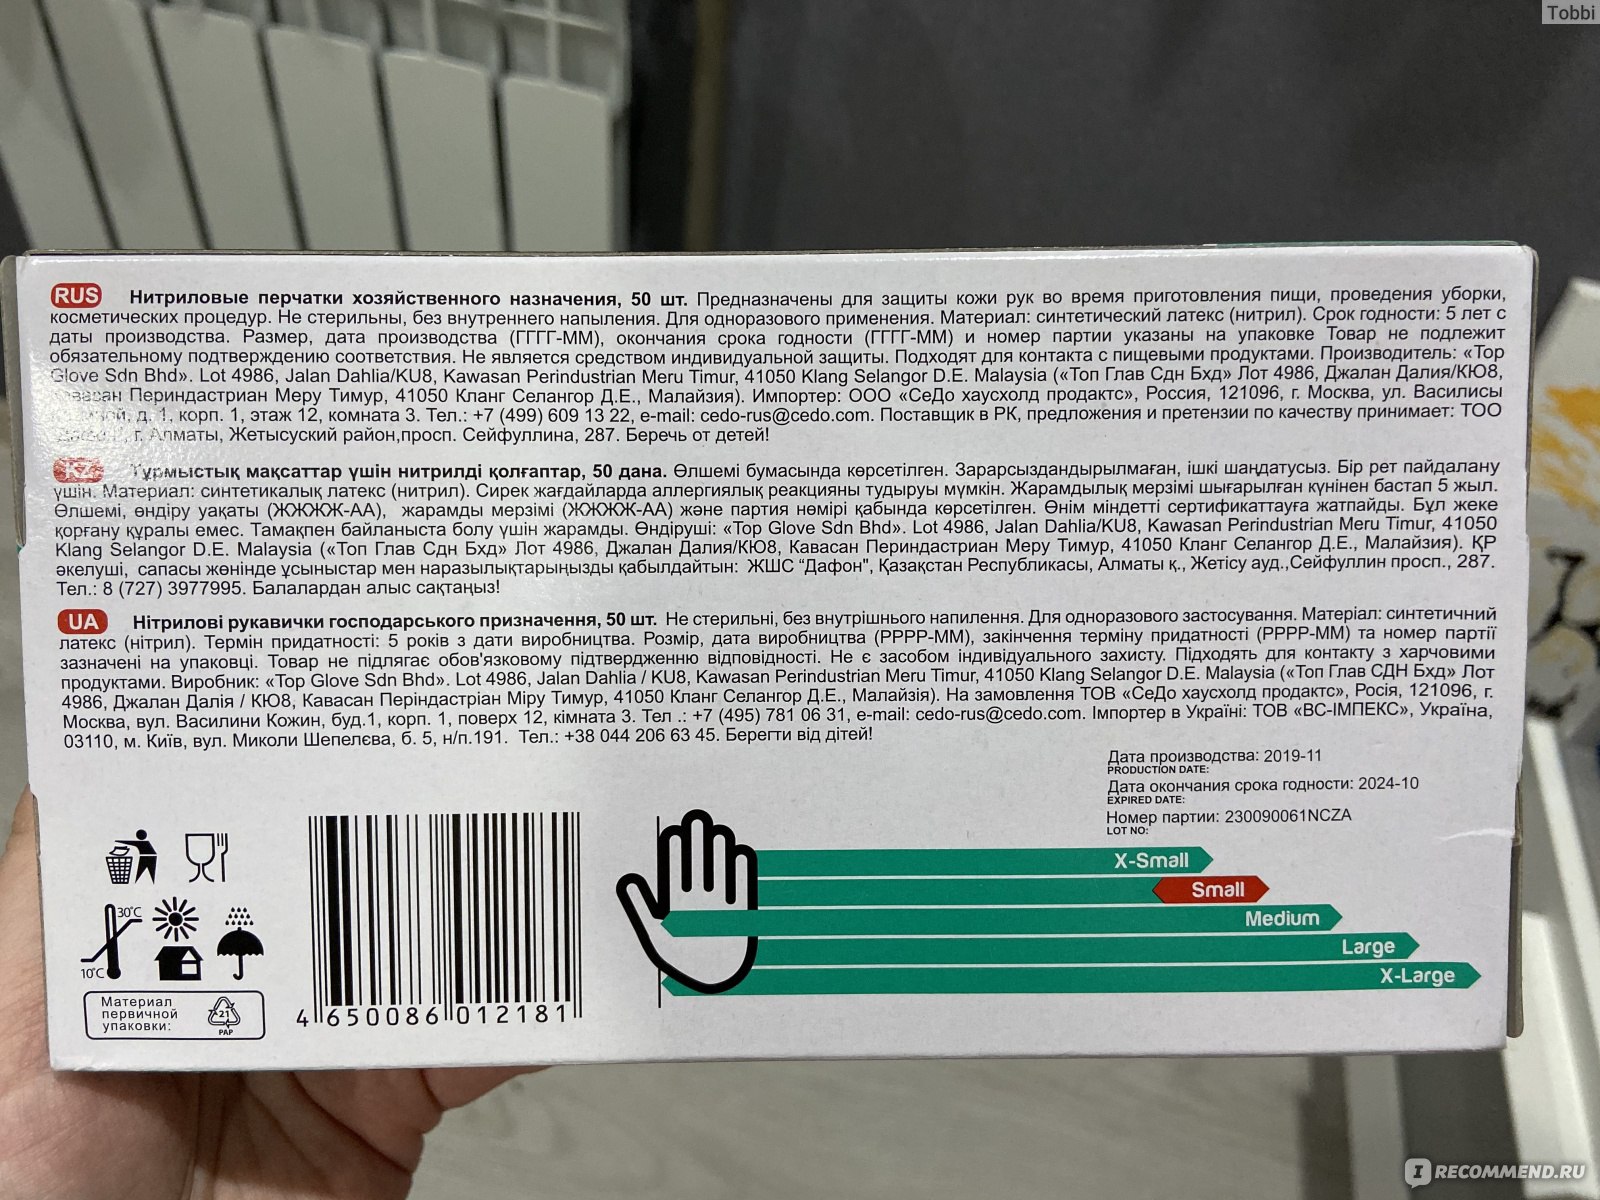 Tobbi
RUS Нитриловые перчатки хозяйственного назначения, 50 шт. Предназначены для защиты кожи рук во время приготовления пищи, проведения уборки,
косметических процедур. Не стерильны, без внутреннего напыления. Для одноразового применения. Материал: синтетический латекс (нитрил). Срок годности: 5 лет с
даты производства. Размер, дата производства (ГГГГ-ММ), окончания срока годности (ГГГГ-ММ) и номер партии указаны на упаковке Товар не подлежит
обязательному подтверждению соответствия. Не является средством индивидуальной защиты. Подходят для контакта с пищевыми продуктами. Производитель: «Top
Glove Sdn Bhd». Lot 4986, Jalan Dahlia/KU8, Kawasan Perindustrian Meru Timur, 41050 Klang Selangor D.E. Malaysia («Топ Глав Сдн Бхд» Лот 4986, Джалан Далия/КЮ8,
Кавасан Периндастриан Меру Тимур, 41050 Кланг Селангор Д.Е., Малайзия). Импортер: ООО «СеДо хаусхолд продактс», Россия, 121096, г. Москва, ул. Василисы
д. 1, корп. 1, этаж 12, комната 3. Тел.: +7 (499) 609 13 22, e-mail: cedo-rus@cedo.com. Поставщик в РК, предложения и претензии по качеству принимает: ТОО
г. Алматы, Жетысуский район,просп. Сейфуллина, 287. Беречь от детей!
KZ Тұрмыстық мақсаттар үшін нитрилді қолғаптар, 50 дана. Өлшемі бумасында көрсетілген. Зарарсыздандырылмаған, ішкі шаңдатусыз. Бір рет пайдалану
үшін. Материал: синтетикалық латекс (нитрил). Сирек жағдайларда аллергиялық реакцияны тудыруы мүмкін. Жарамдылық мерзімі шығарылған күнінен бастап 5 жыл.
Өлшемі, өндіру уақаты (ЖЖЖЖ-АА), жарамды мерзімі (ЖЖЖЖ-АА) және партия нөмірі қабында көрсетілген. Өнім міндетті сертификаттауға жатпайды. Бұл жеке
қорғану құралы емес. Тамақпен байланыста болу үшін жарамды. Өндіруші: «Top Glove Sdn Bhd». Lot 4986, Jalan Dahlia/KU8, Kawasan Perindustrian Meru Timur, 41050
Klang Selangor D.E. Malaysia («Топ Глав Сдн Бхд» Лот 4986, Джалан Далия/КЮ8, Кавасан Периндастриан Меру Тимур, 41050 Кланг Селангор Д.Е., Малайзия). ҚР
әкелуші, сапасы жөнінде ұсыныстар мен наразылықтарыңызды қабылдайтын: ЖШС “Дафон", Қазақстан Республикасы, Алматы қ., Жетісу ауд.,Сейфуллин просп., 287.
Тел.: 8 (727) 3977995. Балалардан алыс сақтаңыз!
UA Нітрилові рукавички господарського призначення, 50 шт. Не стерильні, без внутрішнього напилення. Для одноразового застосування. Матеріал: синтетичний
латекс (нітрил). Термін придатності: 5 років з дати виробництва. Розмір, дата виробництва (РРРР-ММ), закінчення терміну придатності (РРРР-ММ) та номер партії
зазначені на упаковці. Товар не підлягає обов'язковому підтвердженню відповідності. Не є засобом індивідуального захисту. Підходять для контакту з харчовими
продуктами. Виробник: «Top Glove Sdn Bhd». Lot 4986, Jalan Dahlia / KU8, Kawasan Perindustrian Meru Timur, 41050 Klang Selangor D.E. Malaysia («Топ Глав СДН Бхд» Лот
4986, Джалан Далія / КЮ8, Кавасан Періндастріан Міру Тимур, 41050 Кланг Селангор Д.Е., Малайзія). На замовлення ТОВ «СеДо хаусхолд продактс», Росія, 121096, г.
Москва, вул. Василини Кожин, буд.1, корп. 1, поверх 12, кімната 3. Тел .: +7 (495) 781 06 31, e-mail: cedo-rus@cedo.com. Імпортер в Україні: ТОВ «ВС-ІМПЕКС», Україна,
03110, м. Київ, вул. Миколи Шепелєва, б. 5, н/п.191. Тел.: +38 044 206 63 45. Берегти від дітей!
Дата производства: 2019-11
PRODUCTION DATE:
Дата окончания срока годности: 2024-10
EXPIRED DATE:
Номер партии: 230090061NCZA
LOT NO:
X-Small
Small
Medium
Large
X-Large
30°C
10°C
Материал
первичной
упаковки:
21
PAP
4 650086 012181
I RECOMMEND.RU